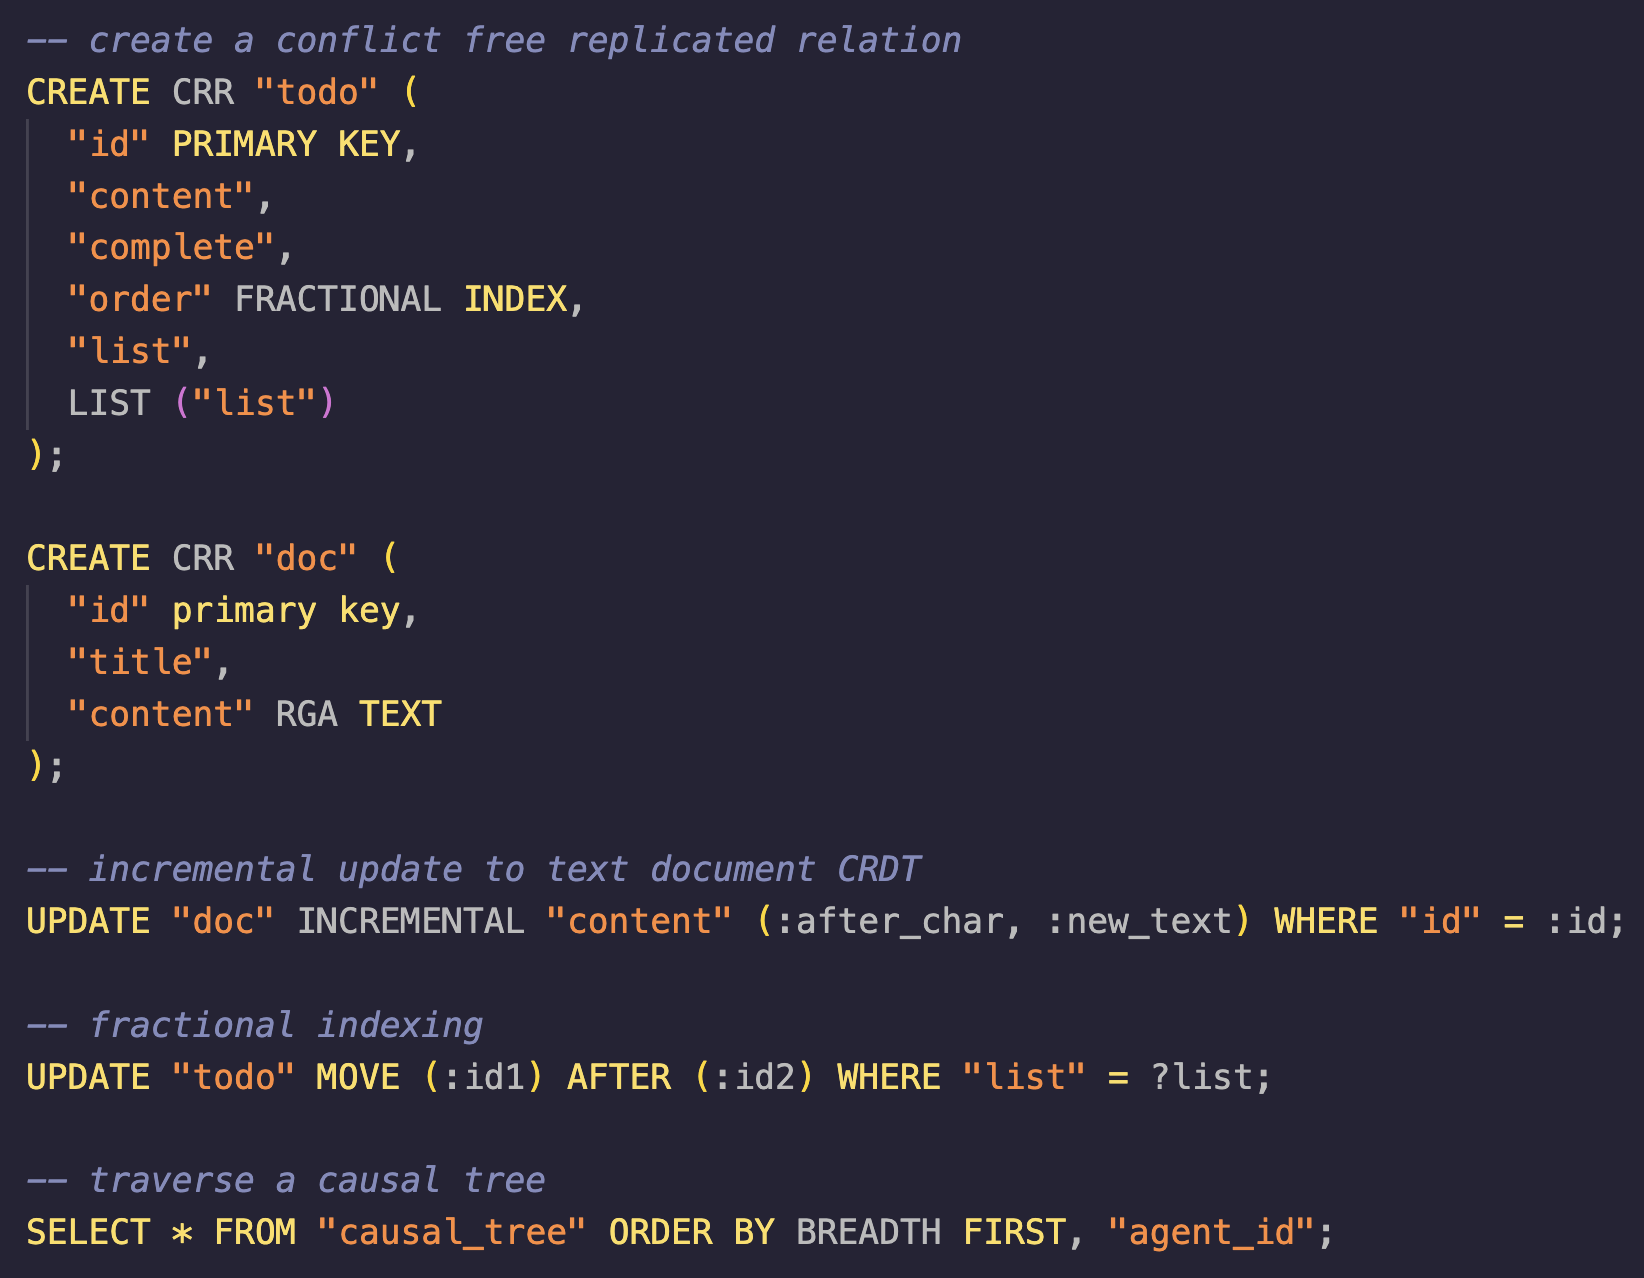 -- create a conflict free replicated relation
CREATE CRR "todo" (
  "id" PRIMARY KEY,
  "content",
  "complete",
  "order" FRACTIONAL INDEX,
  "list",
  LIST ("list")
);

CREATE CRR "doc" (
  "id" primary key,
  "title",
  "content" RGA TEXT
);

-- incremental update to text document CRDT
UPDATE "doc" INCREMENTAL "content" (:after_char, :new_text) WHERE "id" = :id;

-- fractional indexing
UPDATE "todo" MOVE (:id1) AFTER (:id2) WHERE "list" = ?list;

-- traverse a causal tree
SELECT * FROM "causal_tree" ORDER BY BREADTH FIRST, "agent_id";